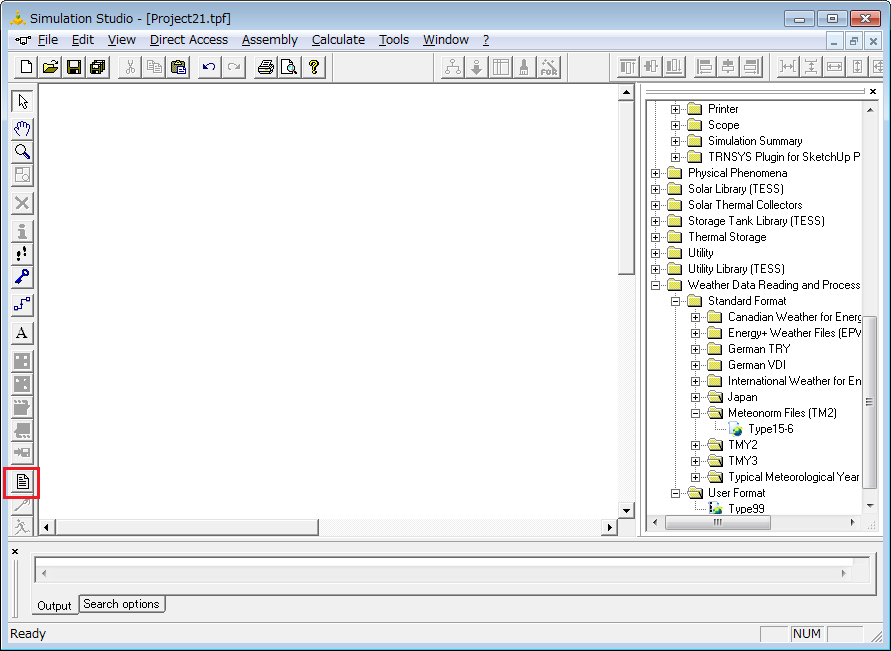 Simulation Studio - [Project21.tpf]
File Edit View Direct Access Assembly Calculate Tools Window ?
FOR
A
Printer
Scope
Simulation Summary
TRNSYS Plugin for SketchUp P
Physical Phenomena
Solar Library (TESS)
Solar Thermal Collectors
Storage Tank Library (TESS)
Thermal Storage
Utility
Utility Library (TESS)
Weather Data Reading and Process
Standard Format
Canadian Weather for Energ
Energy+ Weather Files (EPW
German TRY
German VDI
International Weather for En
Japan
Meteonorm Files (TM2)
Type15-6
TMY2
TMY3
Typical Meteorological Year
User Format
Type99
Output Search options
Ready NUM